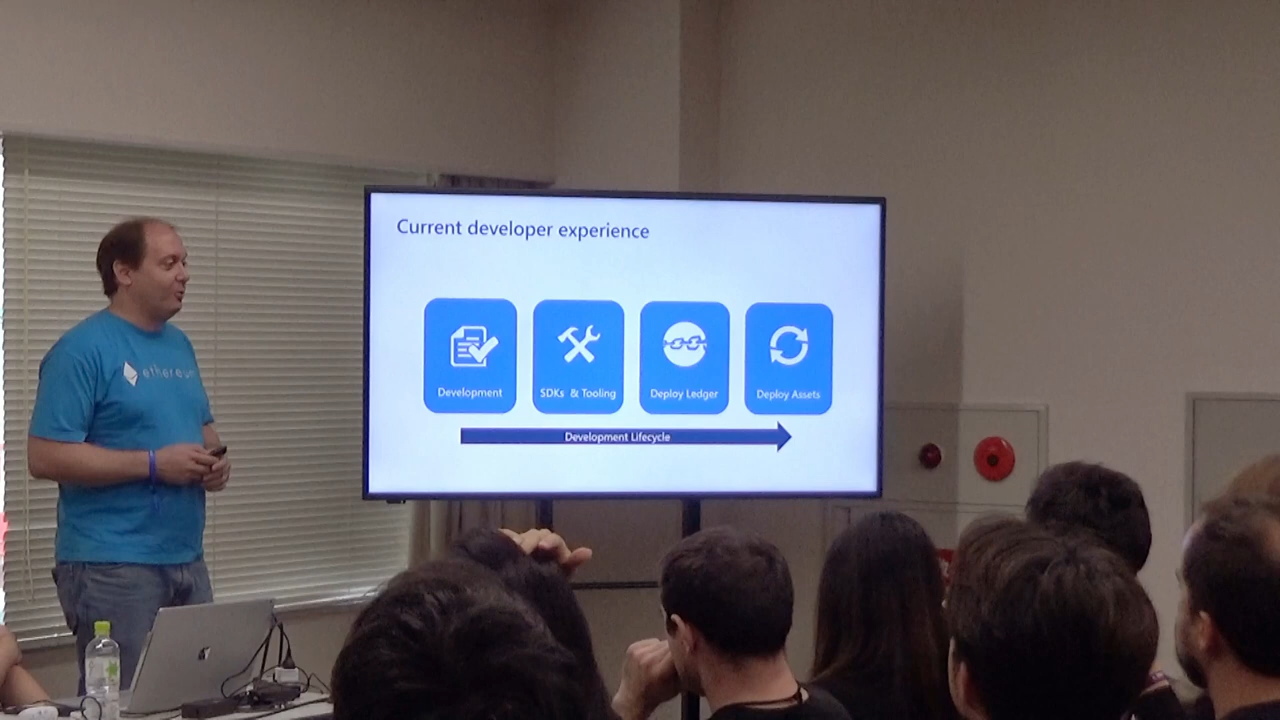 Current developer experience
Development
SDKs & Tooling
Deploy Ledger
Deploy Assets
Development Lifecycle
ethereum